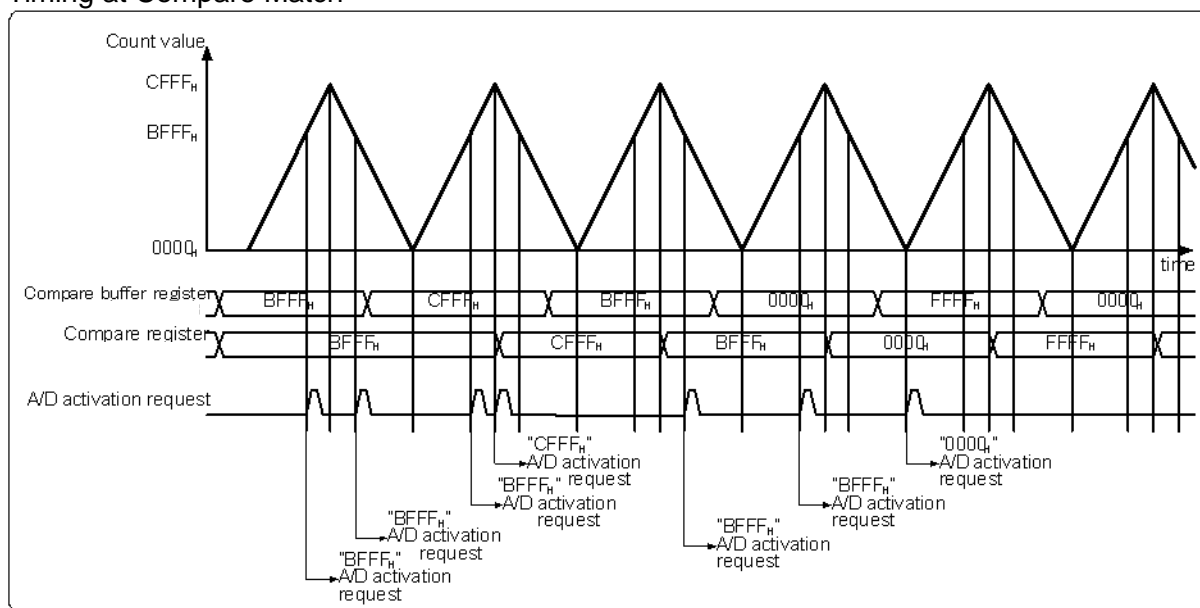 Timing at Compare Match
Count value
CFFFH
BFFFH
0000H
time
Compare buffer register
BFFFH
CFFFH
BFFFH
0000H
FFFFH
0000H
Compare register
BFFFH
CFFFH
BFFFH
0000H
FFFFH
A/D activation request
"CFFFH"
A/D activation
request
"0000H"
A/D activation
request
"BFFFH"
A/D activation
request
"BFFFH"
A/D activation
request
"BFFFH"
A/D activation
request
"BFFFH"
A/D activation
request
"BFFFH"
A/D activation
request